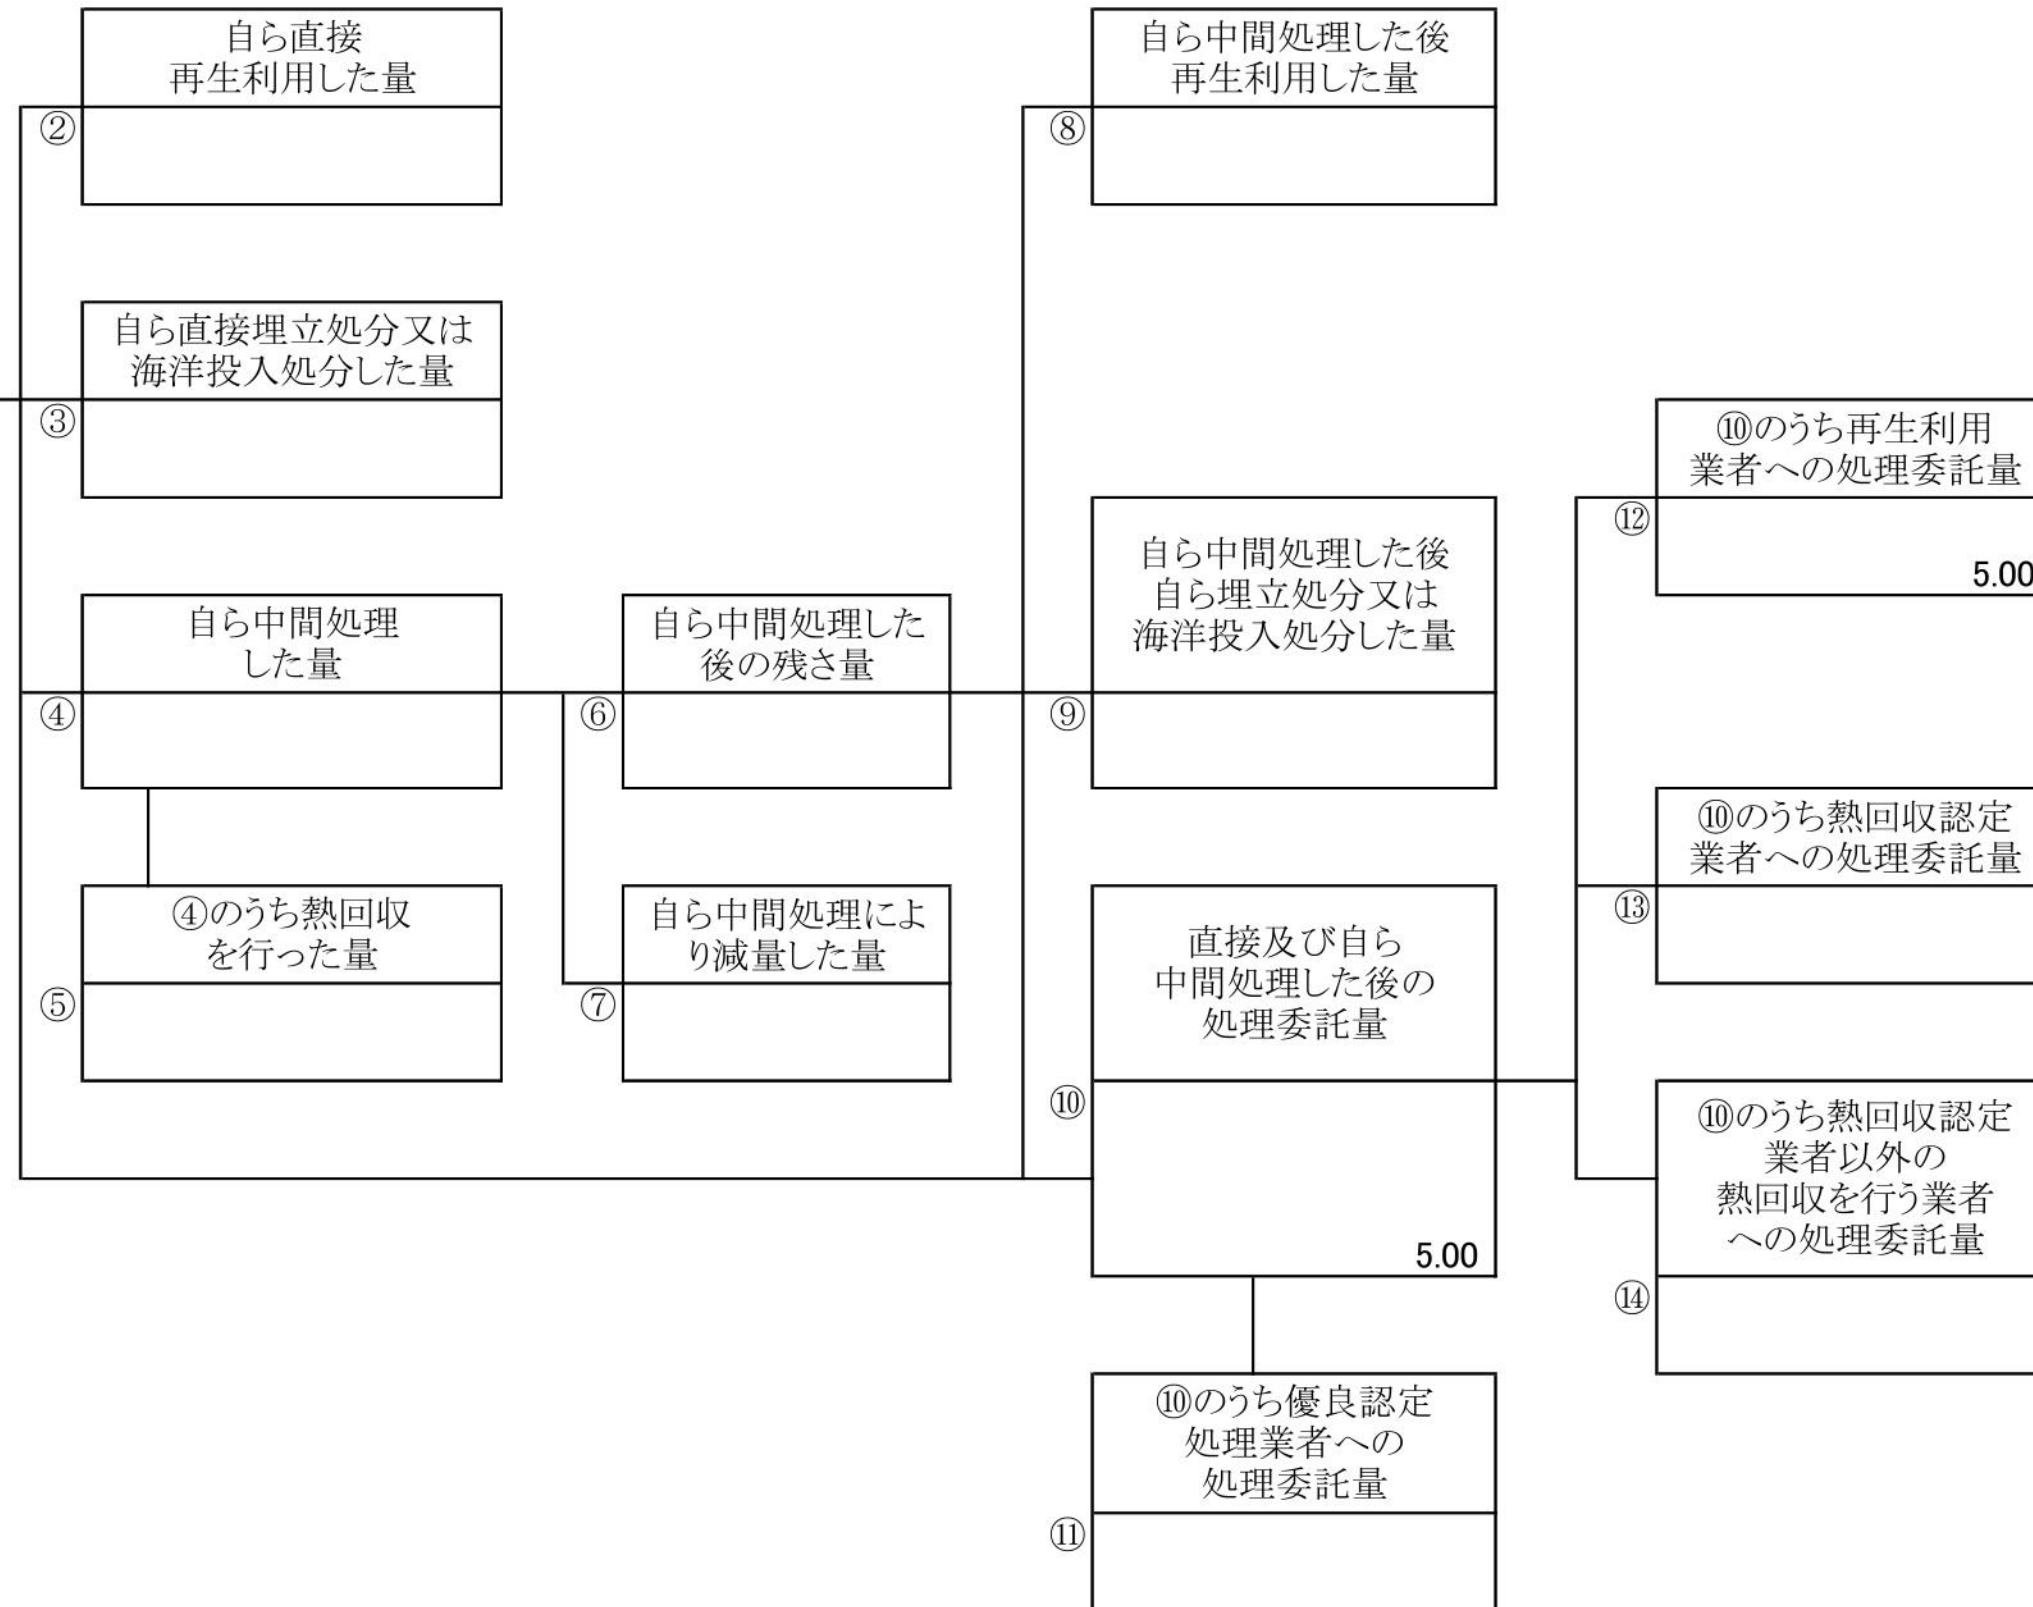 自ら直接
再生利用した量
②
自ら直接埋立処分又は
海洋投入処分した量
③
自ら中間処理
した量
④
④のうち熱回収
を行った量
⑤
自ら中間処理した
後の残さ量
⑥
自ら中間処理によ
り減量した量
⑦
自ら中間処理した後
再生利用した量
⑧
自ら中間処理した後
自ら埋立処分又は
海洋投入処分した量
⑨
直接及び自ら
中間処理した後の
処理委託量
⑩
5.00
⑩のうち優良認定
処理業者への
処理委託量
⑪
⑩のうち再生利用
業者への処理委託量
⑫
5.00
⑩のうち熱回収認定
業者への処理委託量
⑬
⑩のうち熱回収認定
業者以外の
熱回収を行う業者
への処理委託量
⑭